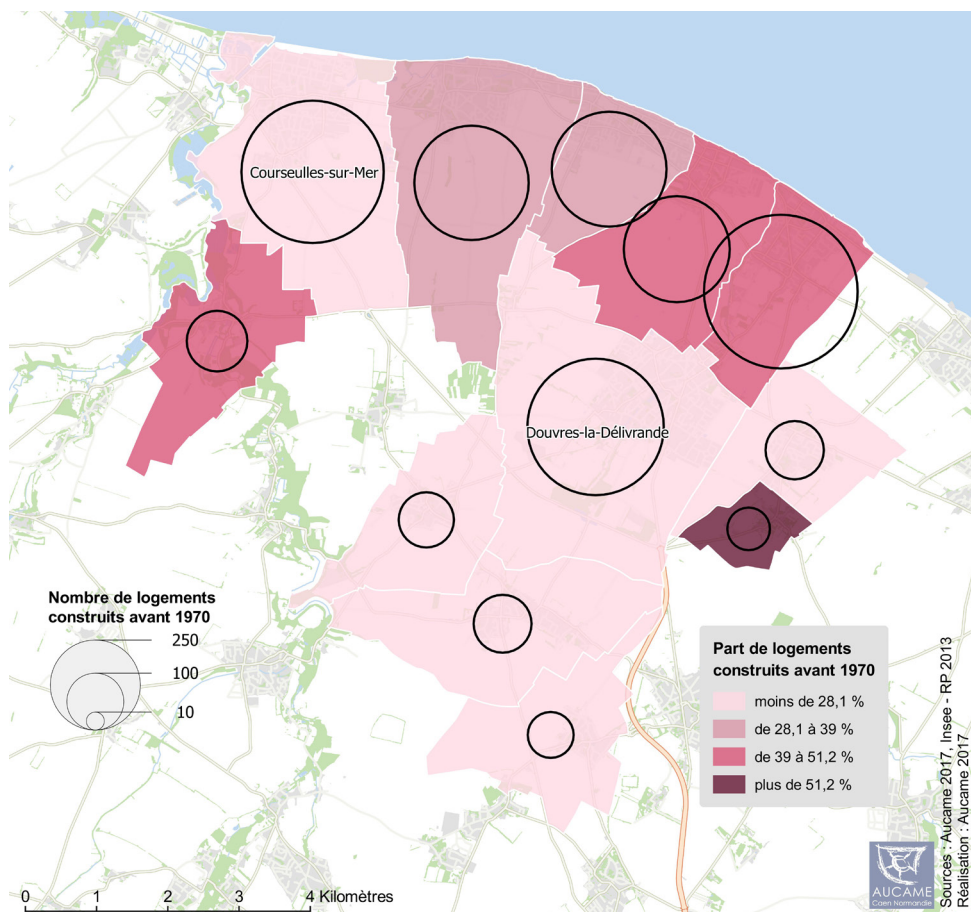 Courseulles-sur-Mer
Douvres-la-Délivrande
Nombre de logements
construits avant 1970
250
100
10
Part de logements
construits avant 1970
moins de 28,1 %
de 28,1 à 39 %
de 39 à 51,2 %
plus de 51,2 %
0 1 2 3 4 Kilomètres
AUCAME
Caen Normandie
Sources : Aucame 2017, Insee - RP 2013
Réalisation : Aucame 2017